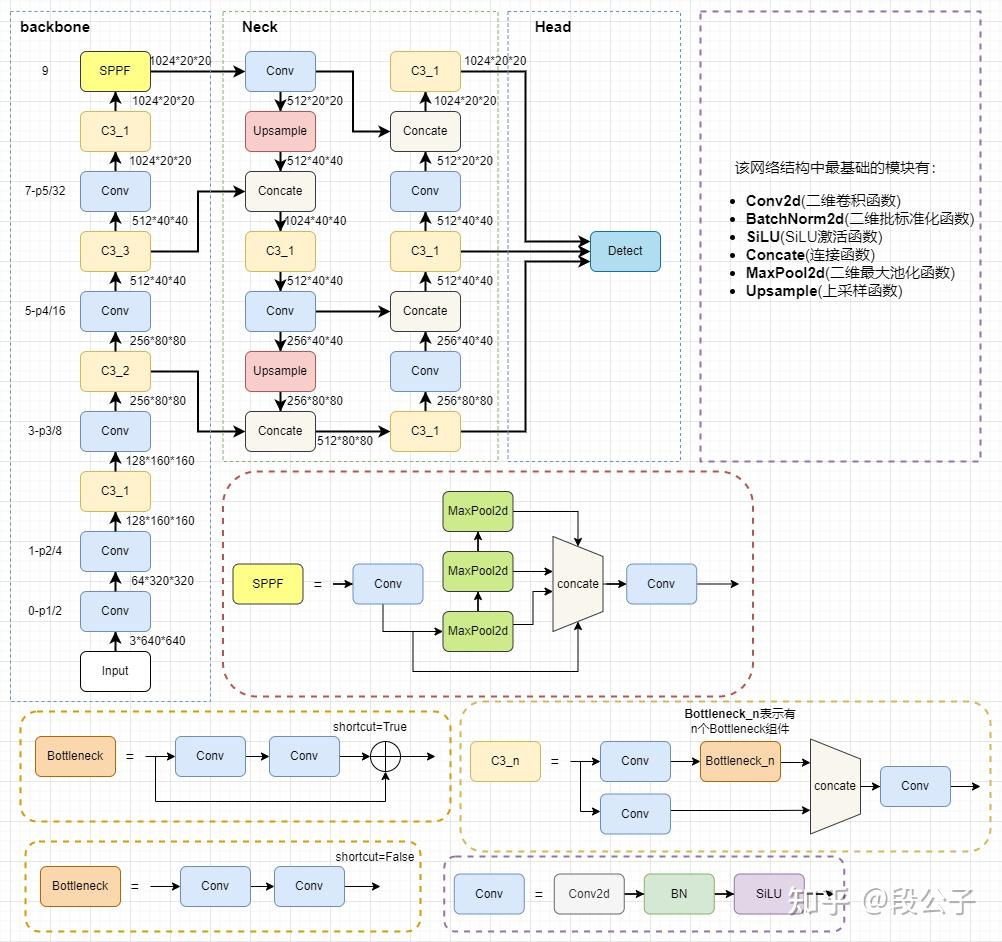 backbone
9
SPPF
1024*20*20
1024*20*20
C3_1
1024*20*20
7-p5/32
Conv
512*40*40
C3_3
512*40*40
5-p4/16
Conv
256*80*80
C3_2
256*80*80
3-p3/8
Conv
128*160*160
C3_1
128*160*160
1-p2/4
Conv
64*320*320
0-p1/2
Conv
3*640*640
Input
Neck
Conv
512*20*20
Upsample
512*40*40
Concate
1024*40*40
C3_1
512*40*40
Conv
256*40*40
Upsample
256*80*80
Concate
512*80*80
C3_1
1024*20*20
1024*20*20
Concate
512*20*20
Conv
512*40*40
C3_1
512*40*40
Concate
256*40*40
Conv
256*80*80
C3_1
Head
Detect
该网络结构中最基础的模块有:
• Conv2d(二维卷积函数)
• BatchNorm2d(二维批标准化函数)
• SiLU(SiLU激活函数)
• Concate(连接函数)
• MaxPool2d(二维最大池化函数)
• Upsample(上采样函数)
SPPF
=
Conv
MaxPool2d
MaxPool2d
MaxPool2d
concate
Conv
shortcut=True
Bottleneck
=
Conv
Conv
Bottleneck_n表示有
n个Bottleneck组件
C3_n
=
Conv
Bottleneck_n
Conv
concate
Conv
shortcut=False
Bottleneck
=
Conv
Conv
Conv
=
Conv2d
BN
SiLU
知乎 @段公子